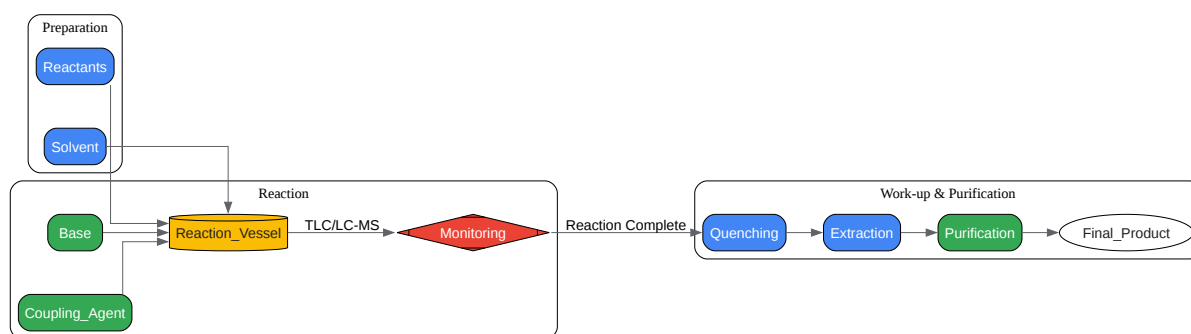 Preparation
Reactants
Solvent
Reaction
Base
Reaction_Vessel
TLC/LC-MS
Monitoring
Coupling_Agent
Reaction Complete
Work-up & Purification
Quenching
Extraction
Purification
Final_Product